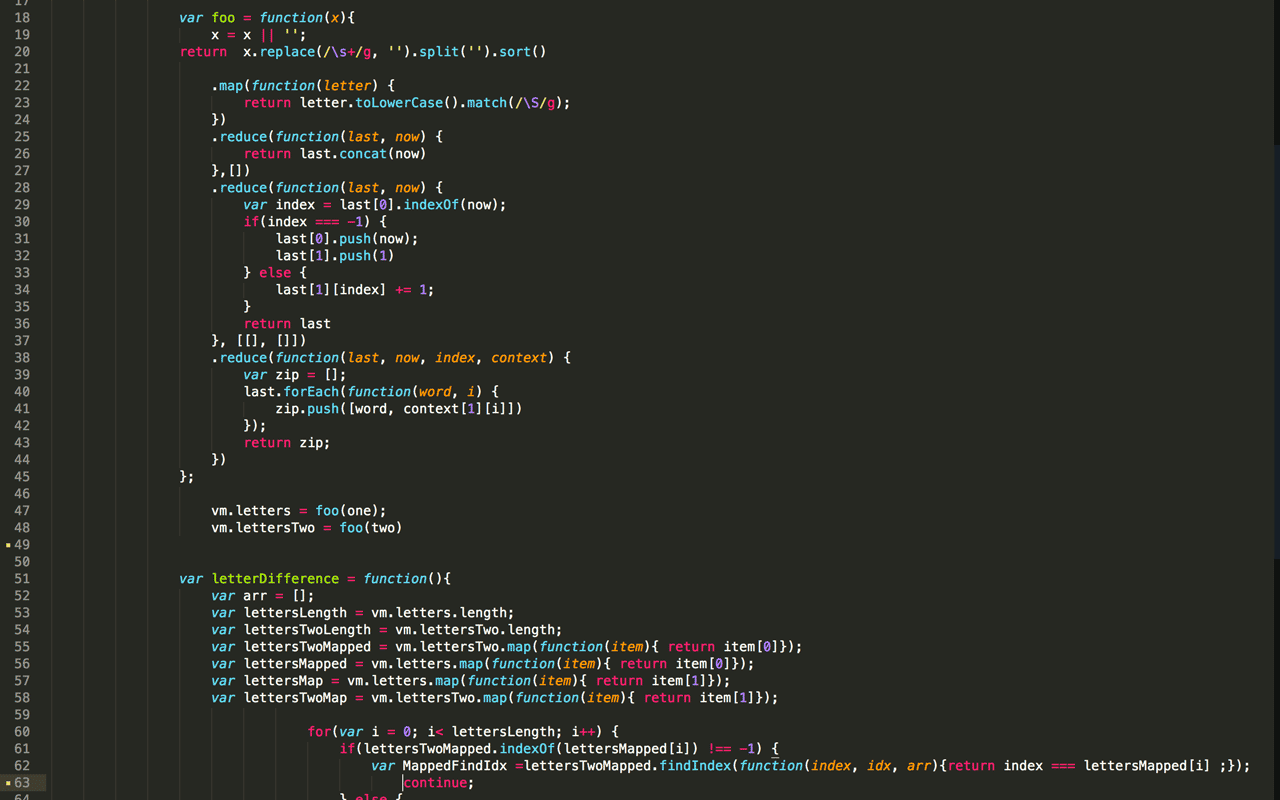 17
18 var foo = function(x){
19 x = x || '';
20 return  x.replace(/\s+/g, '').split('').sort()
21
22 .map(function(letter) {
23 return letter.toLowerCase().match(/\S/g);
24 })
25 .reduce(function(last, now) {
26 return last.concat(now)
27 },[])
28 .reduce(function(last, now) {
29 var index = last[0].indexOf(now);
30 if(index === -1) {
31 last[0].push(now);
32 last[1].push(1)
33 } else {
34 last[1][index] += 1;
35 }
36 return last
37 }, [[], []])
38 .reduce(function(last, now, index, context) {
39 var zip = [];
40 last.forEach(function(word, i) {
41 zip.push([word, context[1][i]])
42 });
43 return zip;
44 })
45 };
46
47 vm.letters = foo(one);
48 vm.lettersTwo = foo(two)
49
50
51 var letterDifference = function(){
52 var arr = [];
53 var lettersLength = vm.letters.length;
54 var lettersTwoLength = vm.lettersTwo.length;
55 var lettersTwoMapped = vm.lettersTwo.map(function(item){ return item[0]});
56 var lettersMapped = vm.letters.map(function(item){ return item[0]});
57 var lettersMap = vm.letters.map(function(item){ return item[1]});
58 var lettersTwoMap = vm.lettersTwo.map(function(item){ return item[1]});
59
60 for(var i = 0; i< lettersLength; i++) {
61 if(lettersTwoMapped.indexOf(lettersMapped[i]) !== -1) {
62 var MappedFindIdx =lettersTwoMapped.findIndex(function(index, idx, arr){return index === lettersMapped[i] ;});
63 continue;
64 } else {